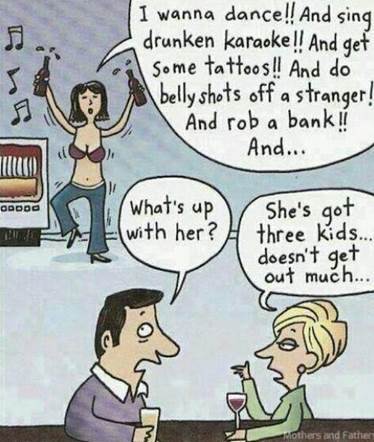 I wanna dance!! And sing
drunken karaoke!! And get
some tattoos!! And do
belly shots off a stranger!
And rob a bank!!
And...
What's up
with her?
She's got
three kids...
doesn't get
out much...
Mothers and Father